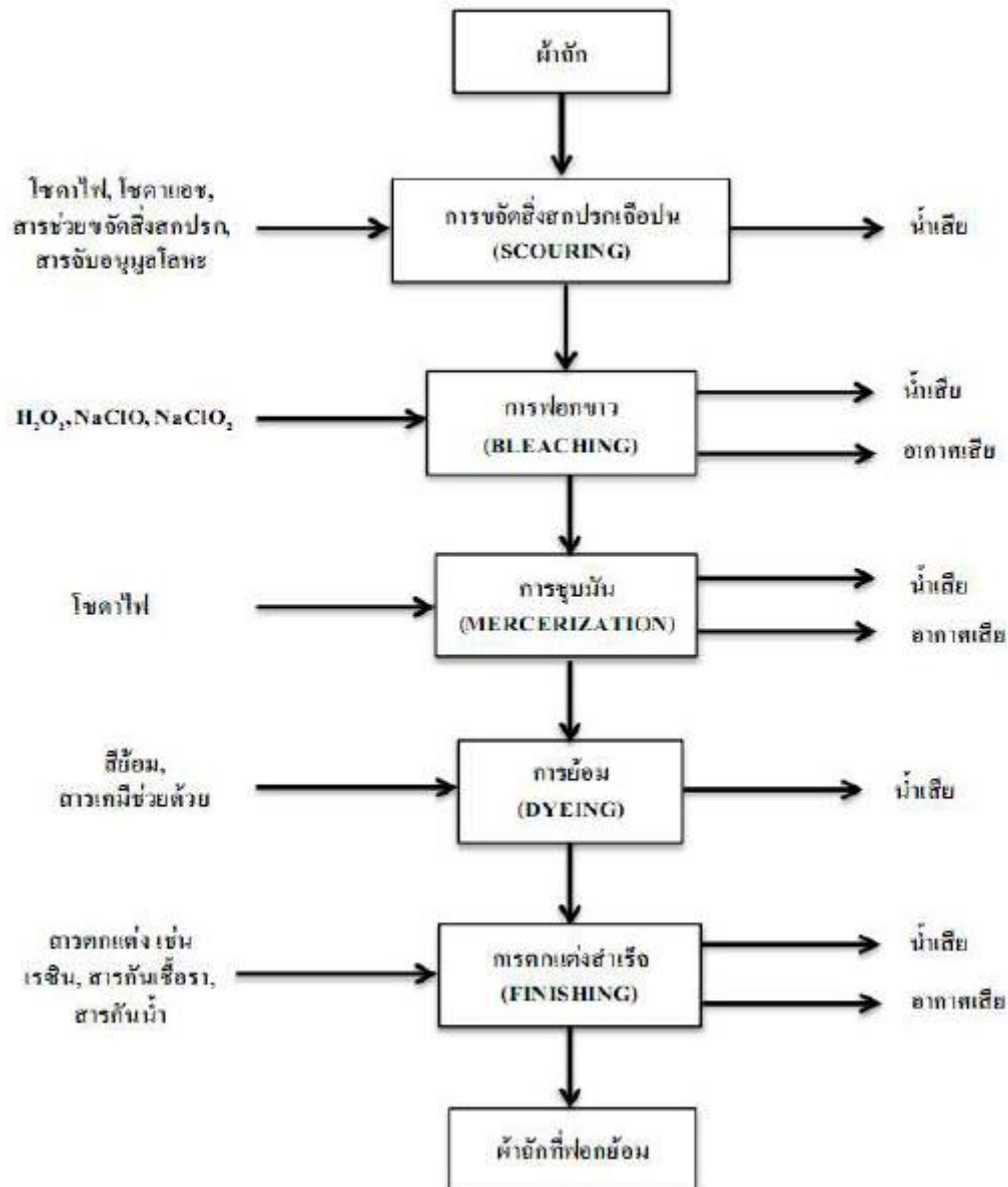 ผ้าถัก
โซดาไฟ, โซดาแอช,
สารช่วยขจัดสิ่งสกปรก,
สารจับอนุมูลโลหะ
การขจัดสิ่งสกปรกเจือปน
(SCOURING)
น้ำเสีย
H₂O₂, NaClO, NaClO₂
การฟอกขาว
(BLEACHING)
น้ำเสีย
อากาศเสีย
โซดาไฟ
การชุบมัน
(MERCERIZATION)
น้ำเสีย
อากาศเสีย
สีย้อม,
สารเคมีช่วยด้วย
การย้อม
(DYEING)
น้ำเสีย
สารตกแต่ง เช่น
เรซิน, สารกันเชื้อรา,
สารกันน้ำ
การตกแต่งสำเร็จ
(FINISHING)
น้ำเสีย
อากาศเสีย
ผ้าถักที่ฟอกย้อม